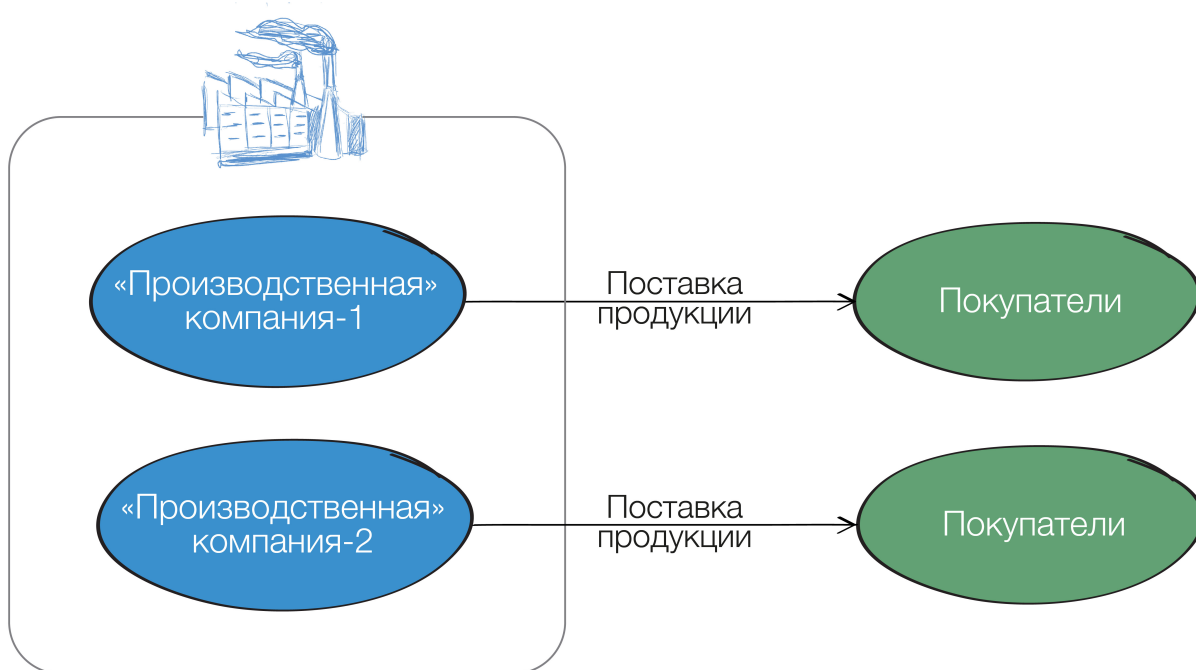 «Производственная»
компания-1
Поставка
продукции
Покупатели
«Производственная»
компания-2
Поставка
продукции
Покупатели